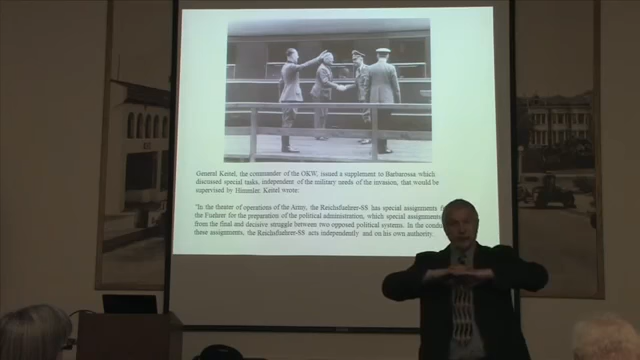 General Keitel, the commander of the OKW, issued a supplement to Barbarossa which
discussed special tasks, independent of the military needs of the invasion, that would be
supervised by Himmler. Keitel wrote:
"In the theater of operations of the Army, the Reichsfuehrer-SS has special assignments
the Fuehrer for the preparation of the political administration, which special assignments
from the final and decisive struggle between two opposed political systems. In the
these assignments, the Reichsfuehrer-SS acts independently and on his own authority.